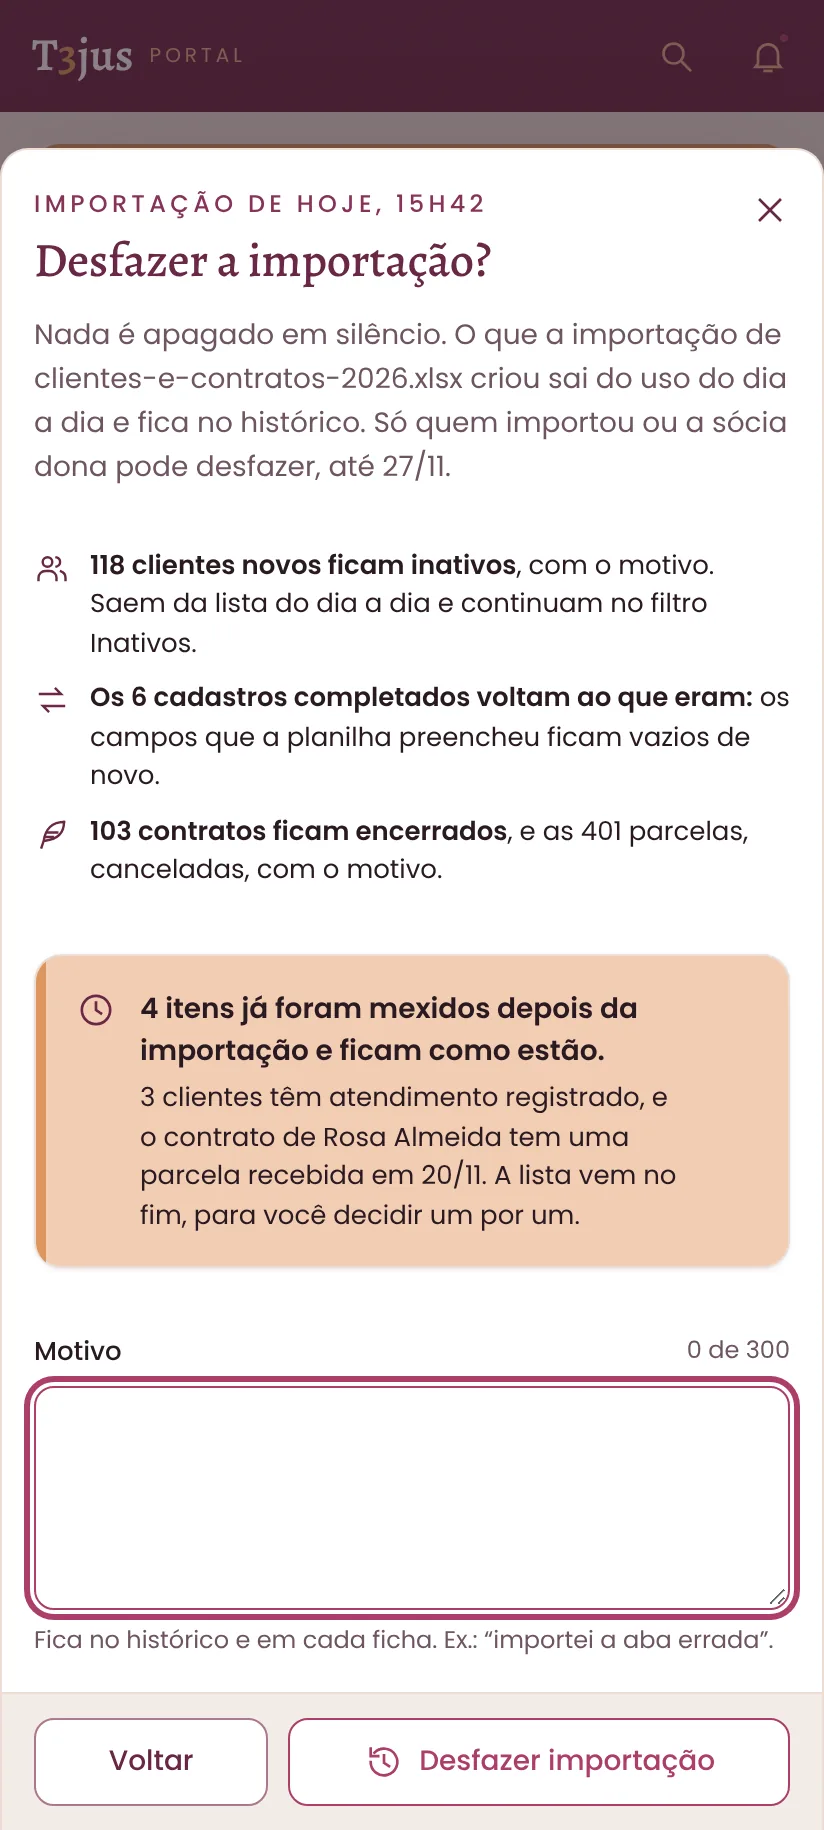 T3jus PORTAL
IMPORTAÇÃO DE HOJE, 15H42
Desfazer a importação?
Nada é apagado em silêncio. O que a importação de
clientes-e-contratos-2026.xlsx criou sai do uso do dia
a dia e fica no histórico. Só quem importou ou a sócia
dona pode desfazer, até 27/11.
118 clientes novos ficam inativos, com o motivo.
Saem da lista do dia a dia e continuam no filtro
Inativos.
Os 6 cadastros completados voltam ao que eram: os
campos que a planilha preencheu ficam vazios de
novo.
103 contratos ficam encerrados, e as 401 parcelas,
canceladas, com o motivo.
4 itens já foram mexidos depois da
importação e ficam como estão.
3 clientes têm atendimento registrado, e
o contrato de Rosa Almeida tem uma
parcela recebida em 20/11. A lista vem no
fim, para você decidir um por um.
Motivo 0 de 300
Fica no histórico e em cada ficha. Ex.: “importei a aba errada”.
Voltar Desfazer importação